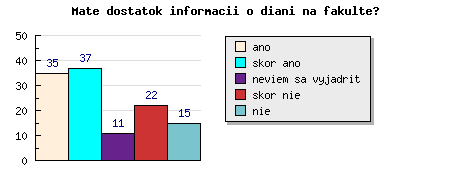 Mate dostatok informacii o diani na fakulte?
50
40
30
20
10
0
35
37
11
22
15
ano
skor ano
neviem sa vyjadrit
skor nie
nie